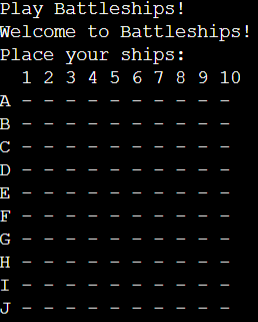 Play Battleships!
Welcome to Battleships!
Place your ships:
  1 2 3 4 5 6 7 8 9 10
A - - - - - - - - - -
B - - - - - - - - - -
C - - - - - - - - - -
D - - - - - - - - - -
E - - - - - - - - - -
F - - - - - - - - - -
G - - - - - - - - - -
H - - - - - - - - - -
I - - - - - - - - - -
J - - - - - - - - - -